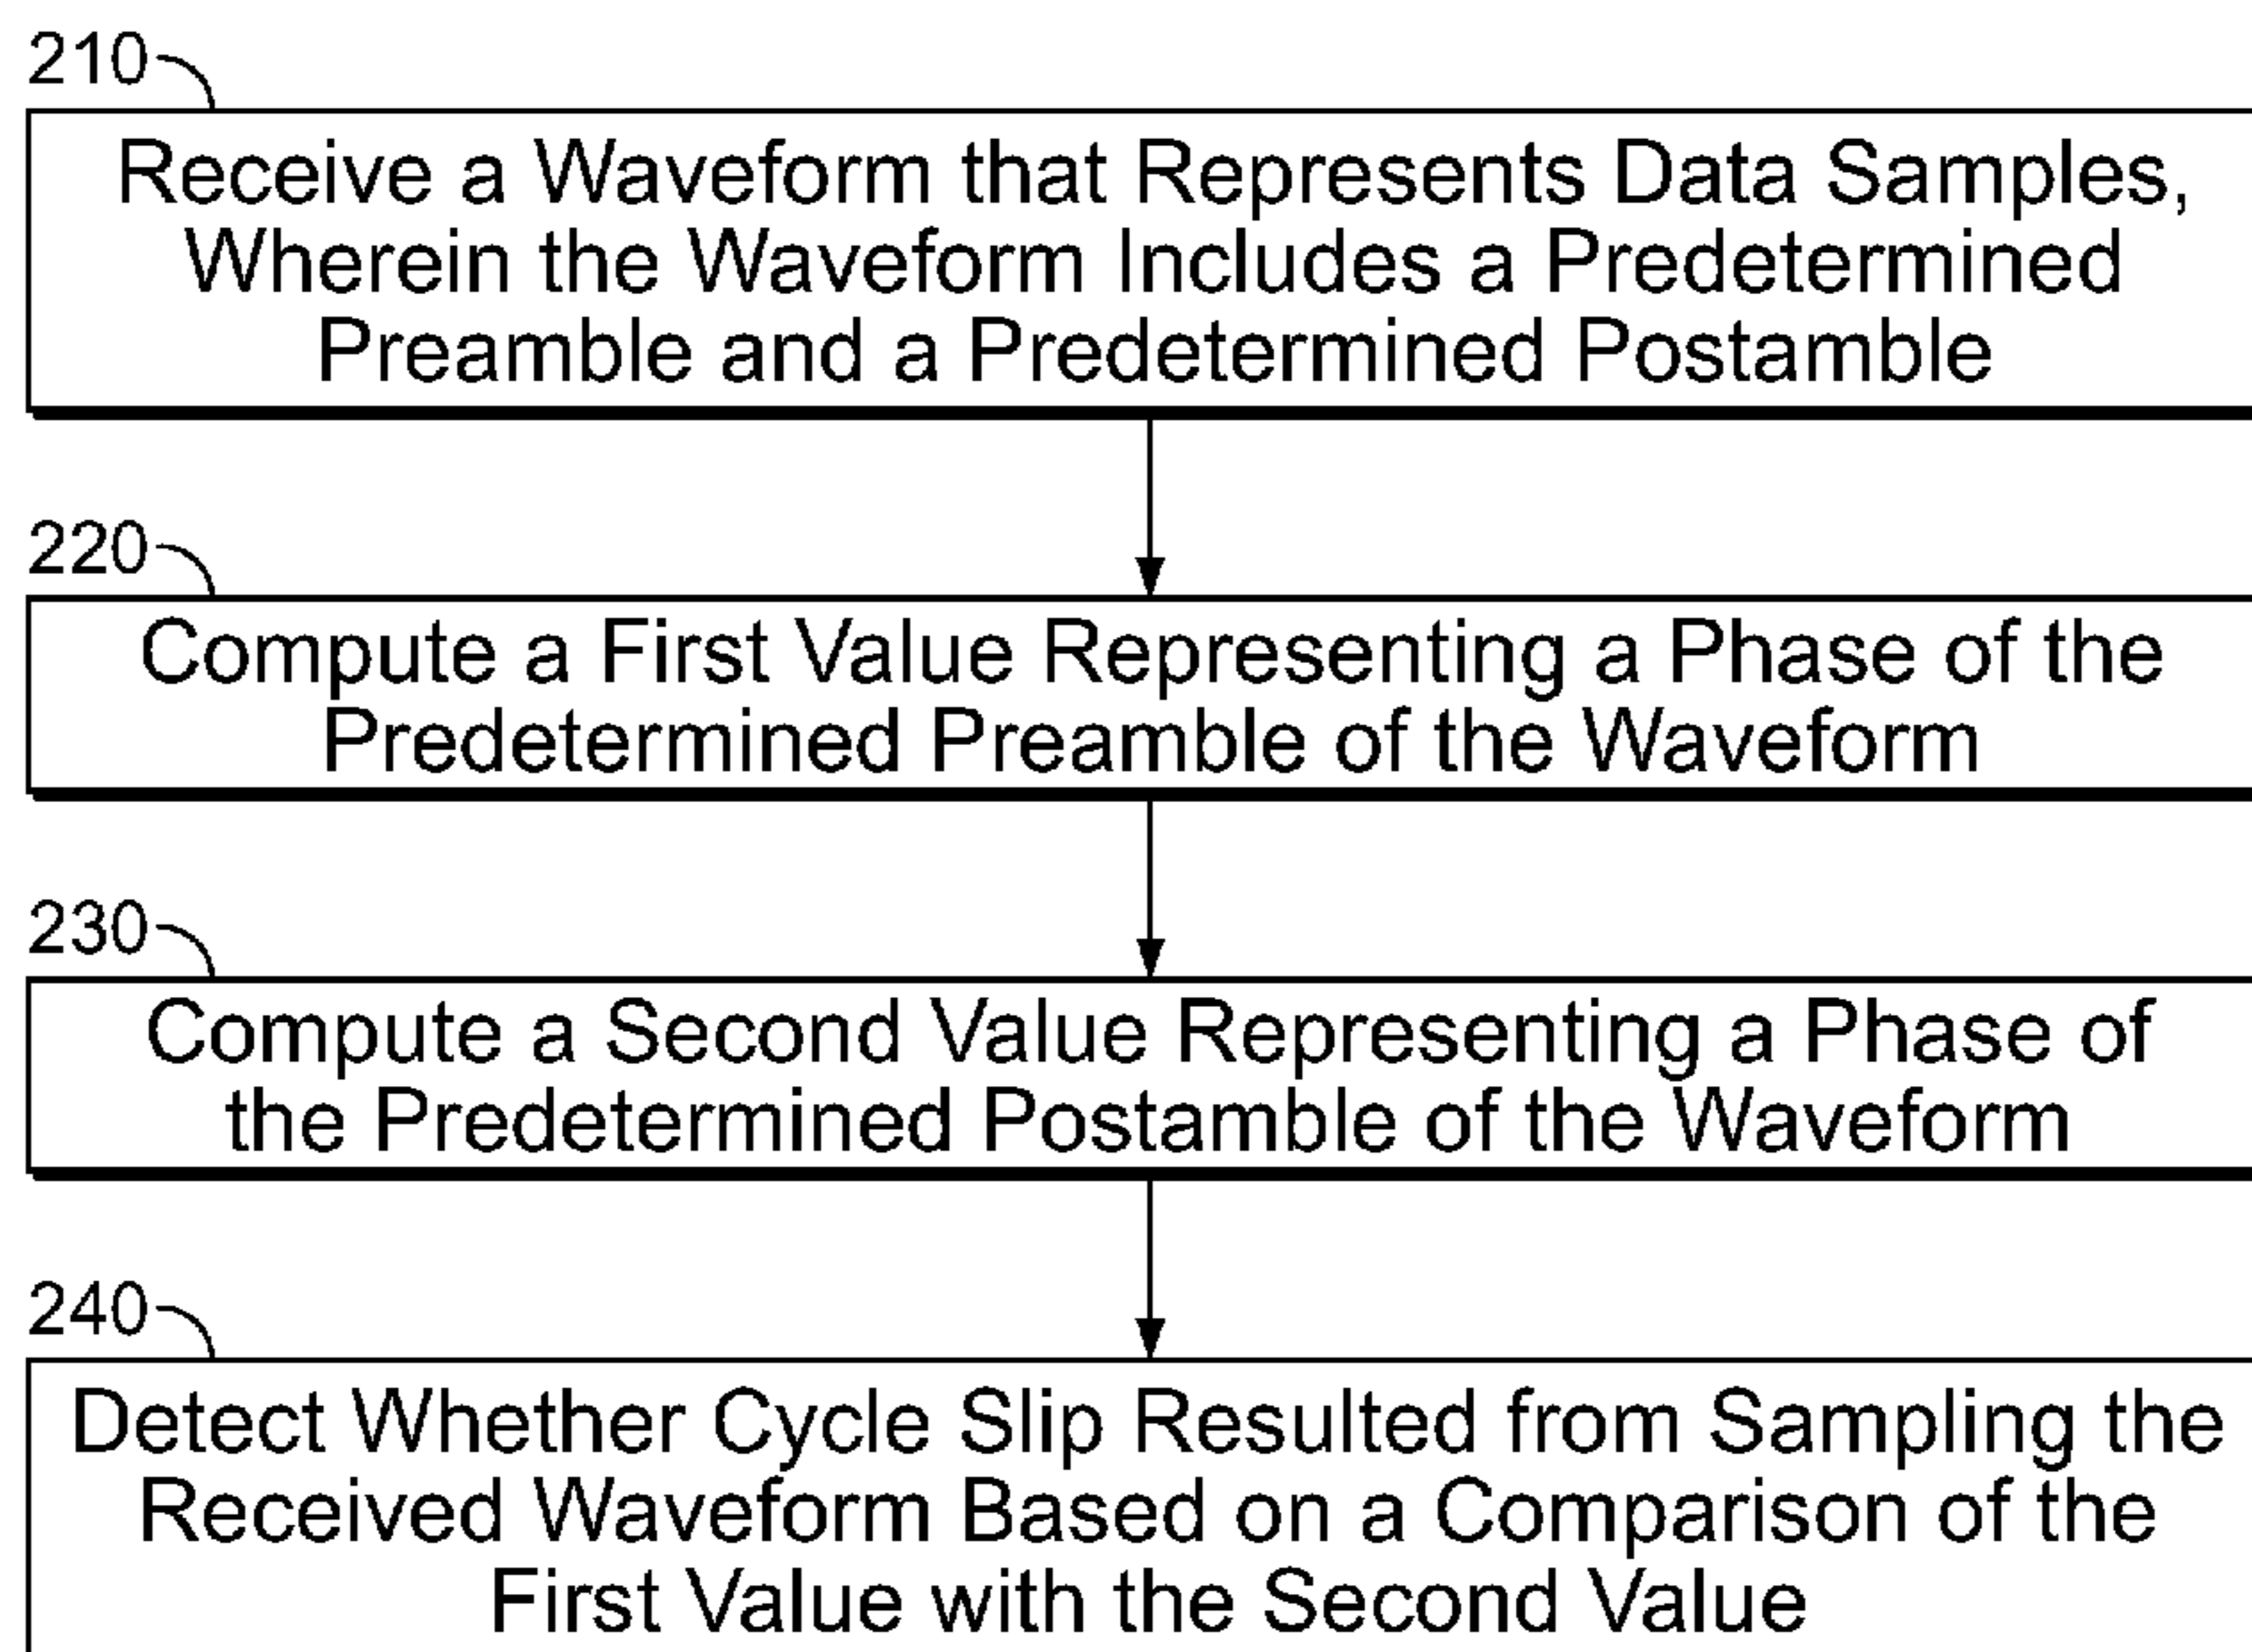 210
Receive a Waveform that Represents Data Samples,
Wherein the Waveform Includes a Predetermined
Preamble and a Predetermined Postamble
220
Compute a First Value Representing a Phase of the
Predetermined Preamble of the Waveform
230
Compute a Second Value Representing a Phase of
the Predetermined Postamble of the Waveform
240
Detect Whether Cycle Slip Resulted from Sampling the
Received Waveform Based on a Comparison of the
First Value with the Second Value